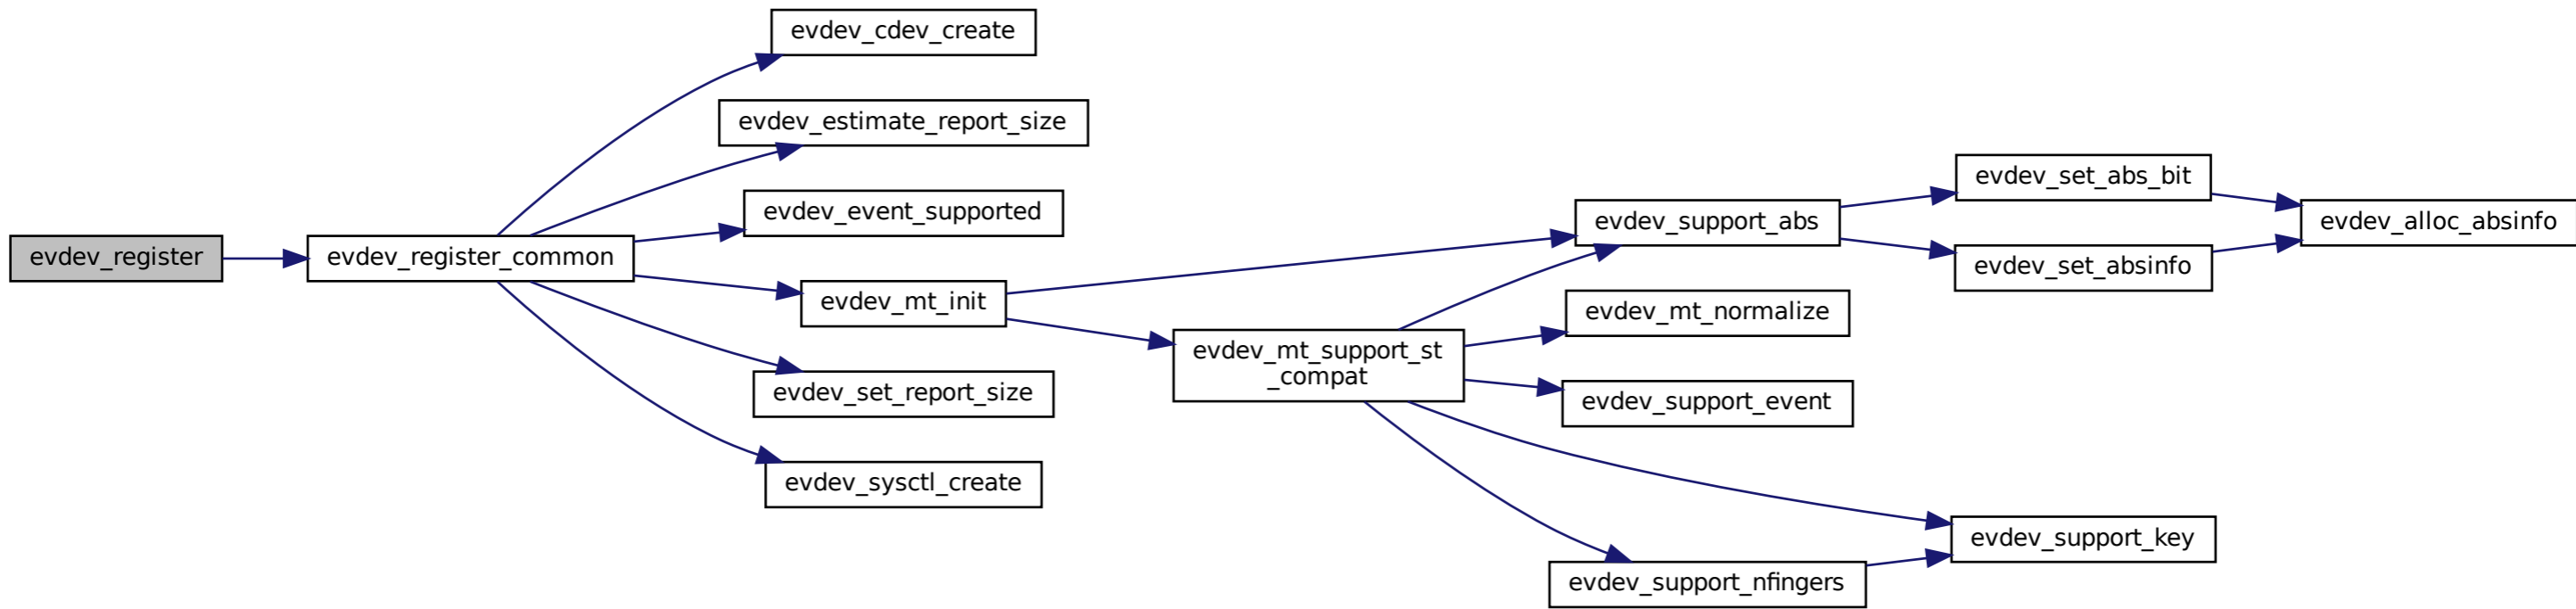 evdev_register
evdev_register_common
evdev_cdev_create
evdev_estimate_report_size
evdev_event_supported
evdev_mt_init
evdev_set_report_size
evdev_sysctl_create
evdev_mt_support_st
_compat
evdev_support_abs
evdev_mt_normalize
evdev_support_event
evdev_support_nfingers
evdev_set_abs_bit
evdev_set_absinfo
evdev_support_key
evdev_alloc_absinfo